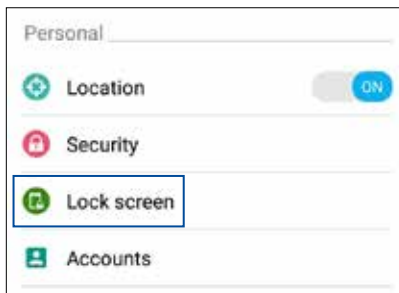 Personal
Location ON
Security
Lock screen
Accounts